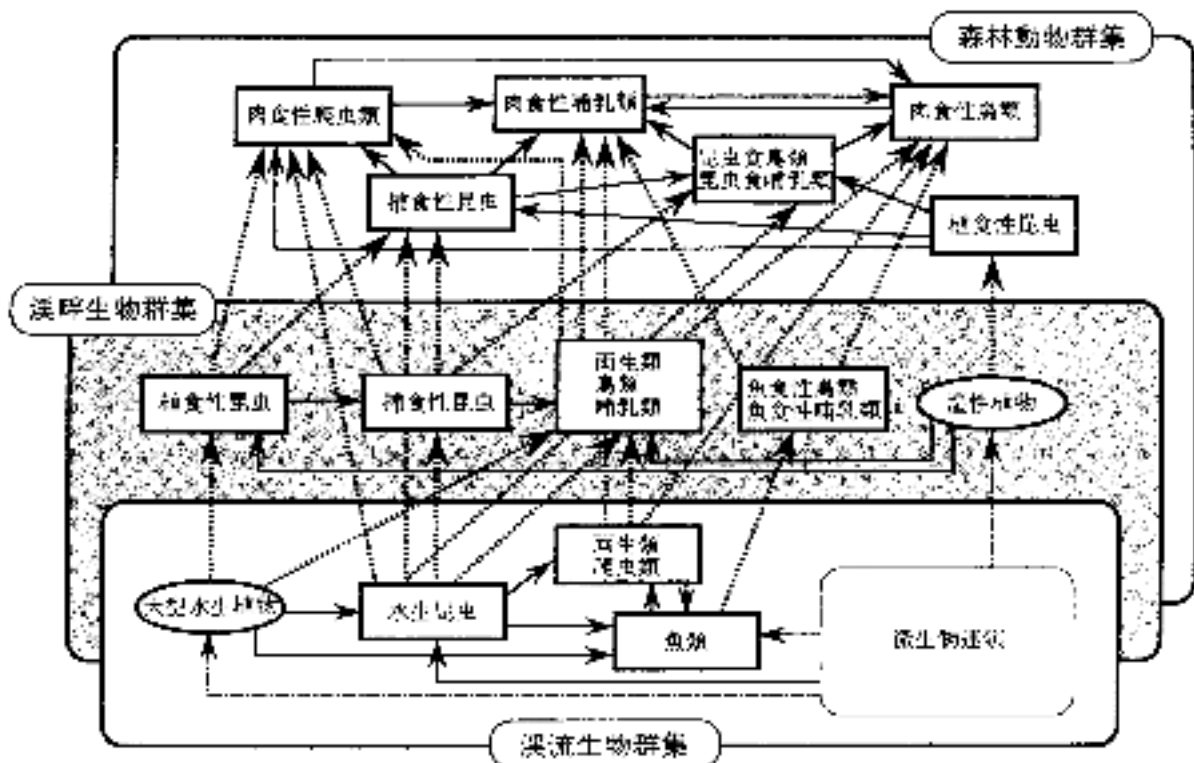 森林動物群集
肉食性爬虫類
肉食性哺乳類
肉食性鳥類
昆虫食鳥類
昆虫食哺乳類
捕食性昆虫
植食性昆虫
渓畔生物群集
植食性昆虫
捕食性昆虫
両生類
鳥類
哺乳類
魚食性鳥類
魚食性哺乳類
湿性植物
両生類
爬虫類
大型水生植物
水生昆虫
魚類
微生物連鎖
渓流生物群集